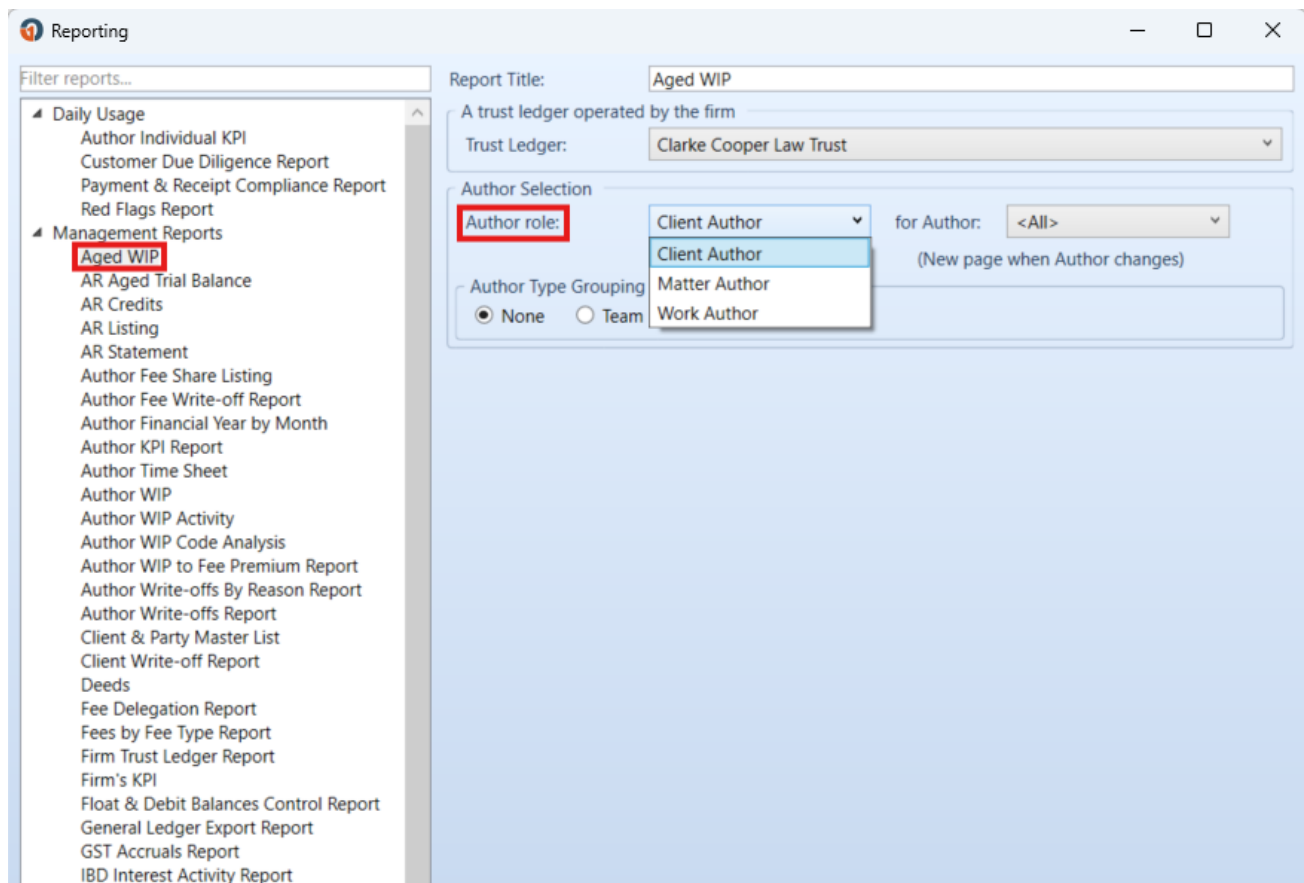 Reporting
Filter reports...
Daily Usage
Author Individual KPI
Customer Due Diligence Report
Payment & Receipt Compliance Report
Red Flags Report
Management Reports
Aged WIP
AR Aged Trial Balance
AR Credits
AR Listing
AR Statement
Author Fee Share Listing
Author Fee Write-off Report
Author Financial Year by Month
Author KPI Report
Author Time Sheet
Author WIP
Author WIP Activity
Author WIP Code Analysis
Author WIP to Fee Premium Report
Author Write-offs By Reason Report
Author Write-offs Report
Client & Party Master List
Client Write-off Report
Deeds
Fee Delegation Report
Fees by Fee Type Report
Firm Trust Ledger Report
Firm's KPI
Float & Debit Balances Control Report
General Ledger Export Report
GST Accruals Report
IBD Interest Activity Report
Report Title: Aged WIP
A trust ledger operated by the firm
Trust Ledger: Clarke Cooper Law Trust
Author Selection
Author role: Client Author for Author: <All>
Client Author
(New page when Author changes)
Matter Author
Author Type Grouping
None Team
Work Author